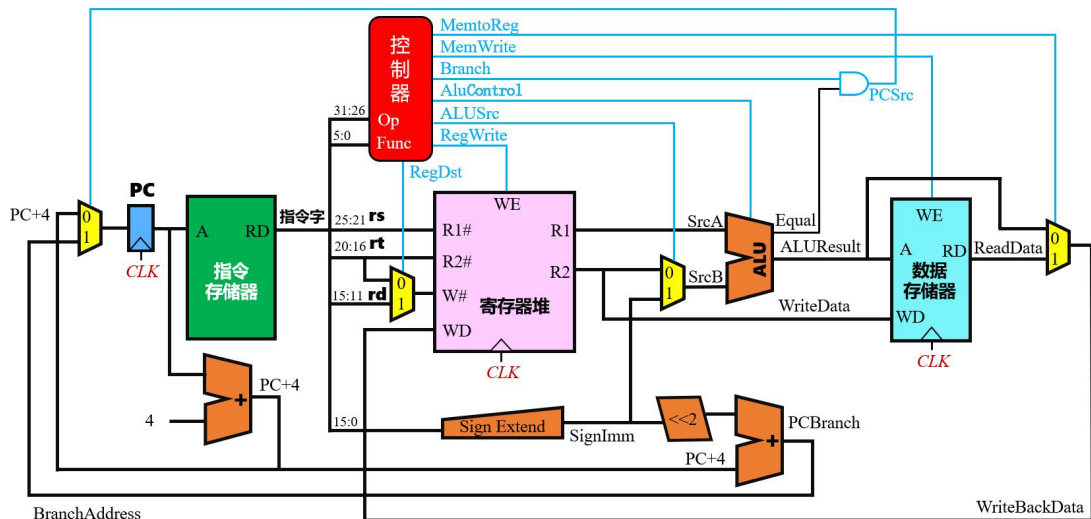 MemtoReg
MemWrite
Branch
PCSrc
AluControl
ALUSrc
RegWrite
RegDst
控制器
31:26
Op
5:0
Func
PC+4
0
1
PC
CLK
A
RD
指令
存储器
指令字
25:21 rs
20:16 rt
15:11 rd
0
1
WE
R1#
R2#
W#
WD
R1
R2
寄存器堆
CLK
SrcA
SrcB
0
1
ALU
Equal
ALUResult
WriteData
WE
A
RD
数据
存储器
WD
CLK
ReadData
0
1
4
+
PC+4
15:0
Sign Extend
SignImm
<<2
PC+4
+
PCBranch
BranchAddress
WriteBackData